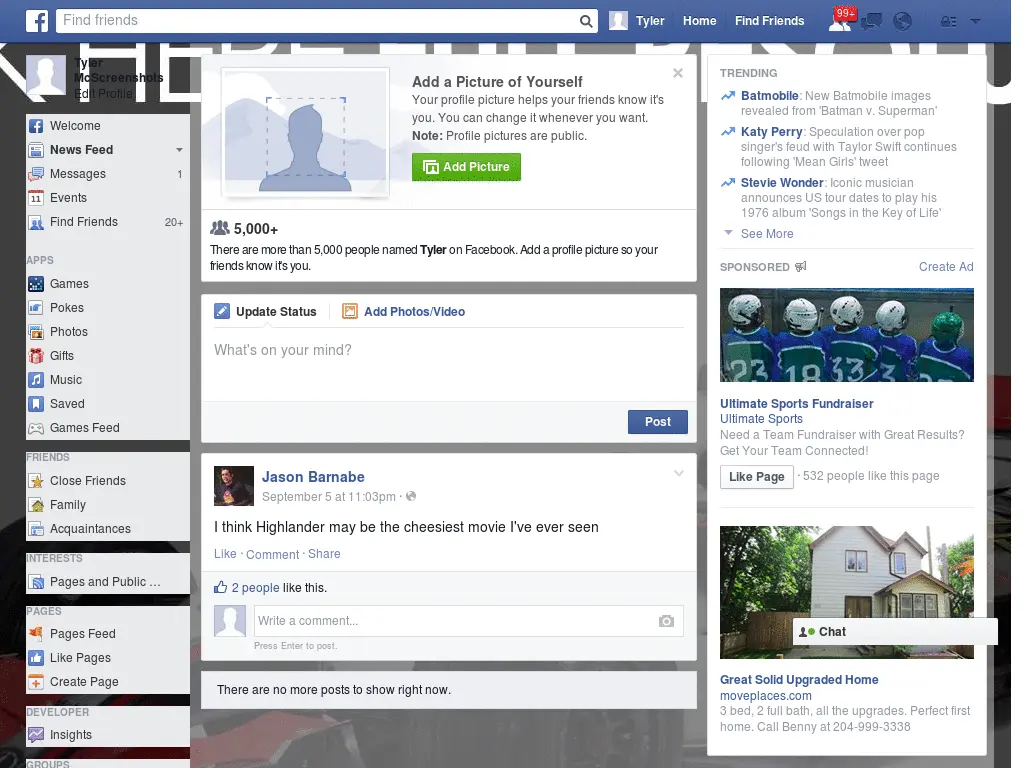 Find friends
Tyler
Home
Find Friends
99+
Tyler
McScreenshots
Edit Profile
Welcome
News Feed
Messages
1
11
Events
Find Friends
20+
APPS
Games
Pokes
Photos
Gifts
Music
Saved
Games Feed
FRIENDS
Close Friends
Family
Acquaintances
INTERESTS
Pages and Public ...
PAGES
Pages Feed
Like Pages
Create Page
DEVELOPER
Insights
GROUPS
Add a Picture of Yourself
Your profile picture helps your friends know it's
you. You can change it whenever you want.
Note: Profile pictures are public.
Add Picture
5,000+
There are more than 5,000 people named Tyler on Facebook. Add a profile picture so your
friends know it's you.
Update Status
Add Photos/Video
What's on your mind?
Post
Jason Barnabe
September 5 at 11:03pm ·
I think Highlander may be the cheesiest movie I've ever seen
Like · Comment · Share
2 people like this.
Write a comment...
Press Enter to post.
There are no more posts to show right now.
TRENDING
Batmobile: New Batmobile images
revealed from 'Batman v. Superman'
Katy Perry: Speculation over pop
singer's feud with Taylor Swift continues
following 'Mean Girls' tweet
Stevie Wonder: Iconic musician
announces US tour dates to play his
1976 album 'Songs in the Key of Life'
See More
SPONSORED
Create Ad
23 18 33
Ultimate Sports Fundraiser
Ultimate Sports
Need a Team Fundraiser with Great Results?
Get Your Team Connected!
Like Page · 532 people like this page
Chat
Great Solid Upgraded Home
moveplaces.com
3 bed, 2 full bath, all the upgrades. Perfect first
home. Call Benny at 204-999-3338